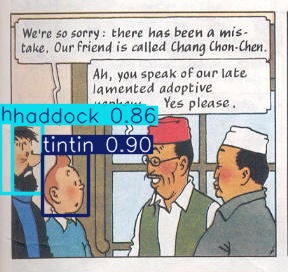 We're so sorry: there has been a mis-
take. Our friend is called Chang Chon-Chen.
Ah, you speak of our late
lamented adoptive
Yes please.
haddock 0.86
tintin 0.90